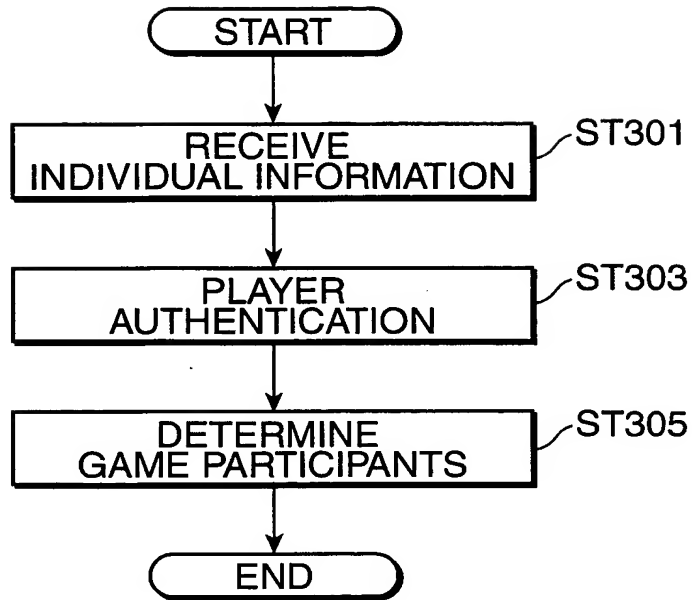 START
RECEIVE
INDIVIDUAL INFORMATION
ST301
PLAYER
AUTHENTICATION
ST303
DETERMINE
GAME PARTICIPANTS
ST305
END